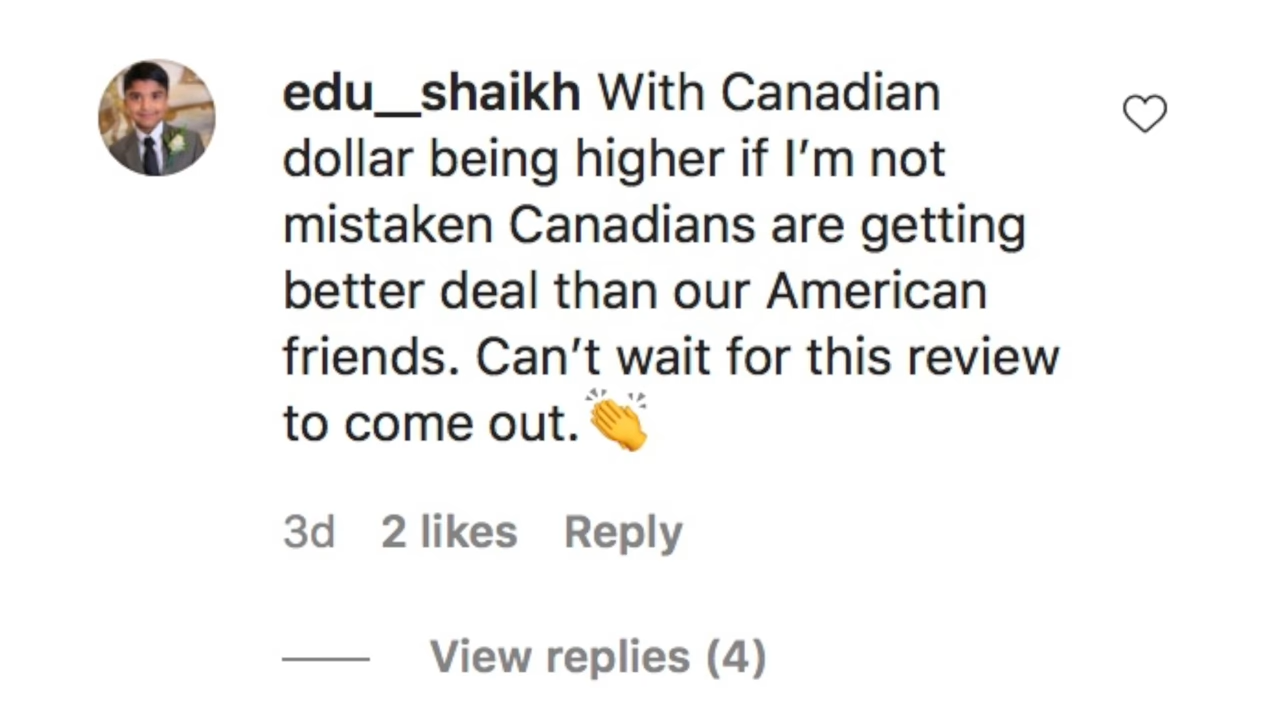 edu__shaikh With Canadian
dollar being higher if I’m not
mistaken Canadians are getting
better deal than our American
friends. Can’t wait for this review
to come out.👏
3d 2 likes Reply
View replies (4)